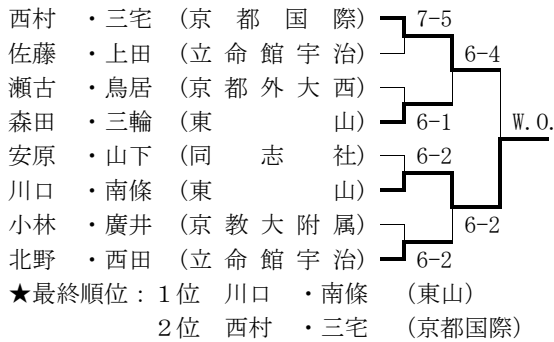 西村 ・三宅 (京都国際) 7-5
佐藤 ・上田 (立命館宇治) 6-4
瀬古 ・鳥居 (京都外大西)
森田 ・三輪 (東山) 6-1 W.O.
安原 ・山下 (同志社) 6-2
川口 ・南條 (東山)
小林 ・廣井 (京教大附属) 6-2
北野 ・西田 (立命館宇治) 6-2
★最終順位：1位 川口 ・南條 (東山)
2位 西村 ・三宅 (京都国際)